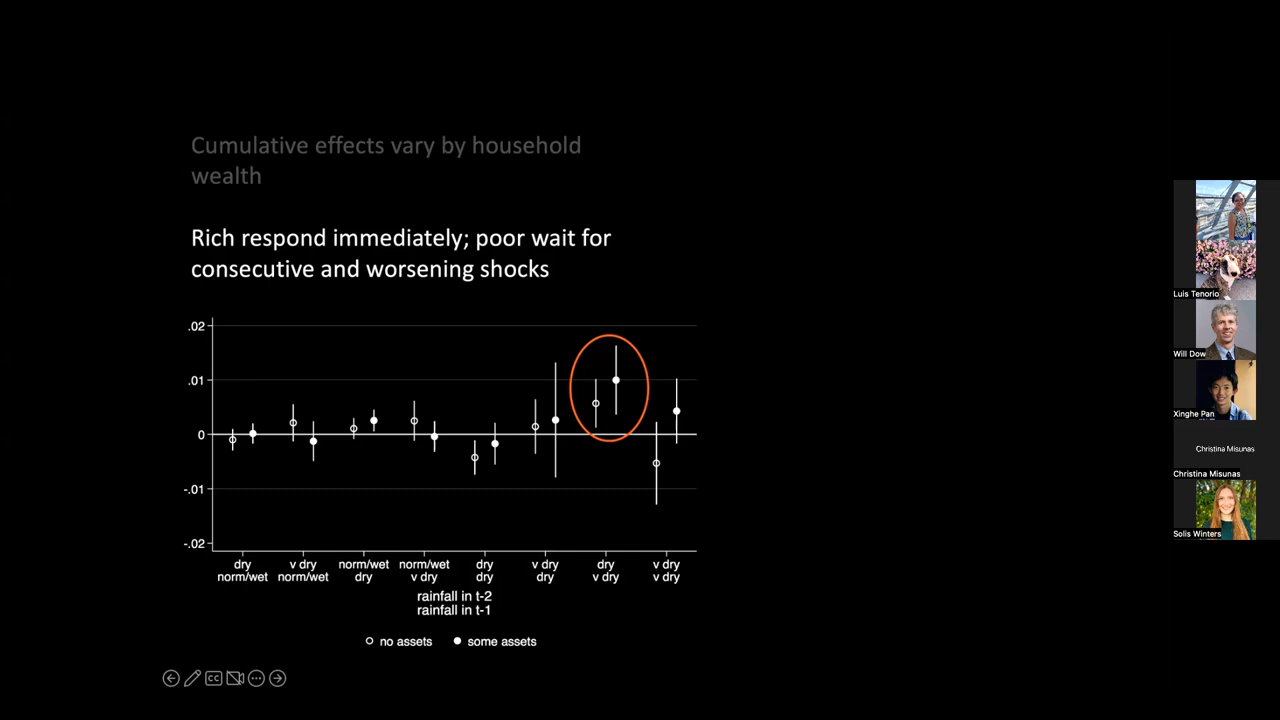 Cumulative effects vary by household
wealth
Rich respond immediately; poor wait for
consecutive and worsening shocks
.02
.01
0
-.01
-.02
dry
norm/wet
v dry
norm/wet
norm/wet
dry
norm/wet
v dry
dry
dry
v dry
dry
dry
v dry
v dry
v dry
rainfall in t-2
rainfall in t-1
no assets
some assets
CC
Luis Tenorio
Will Dow
Xinghe Pan
Christina Misunas
Christina Misunas
Solis Winters